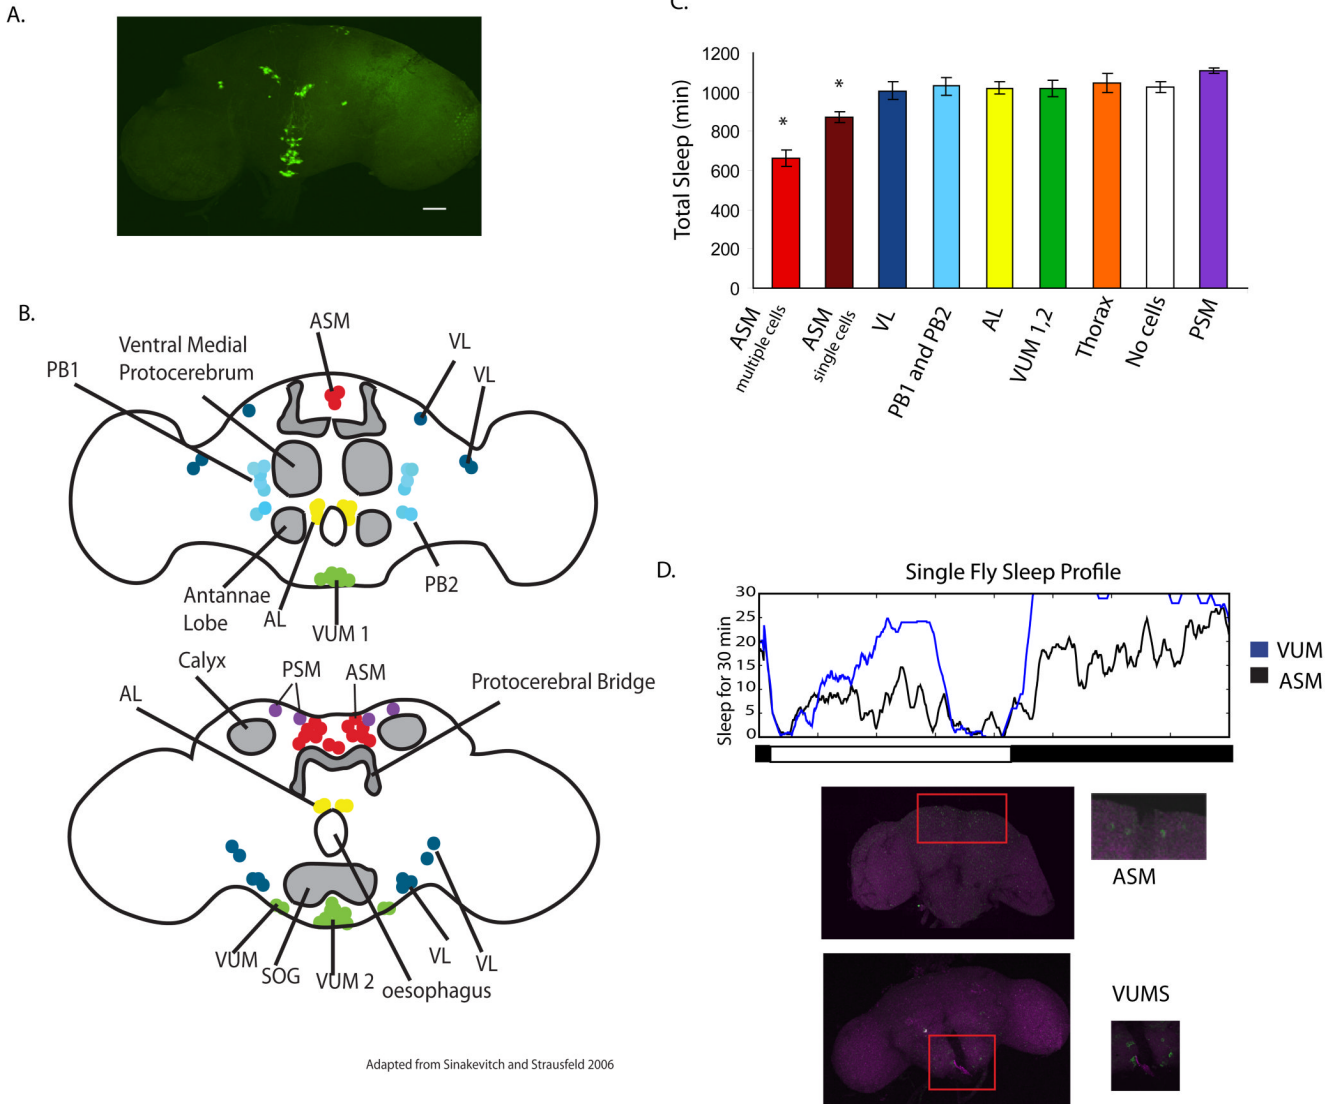 A.
B.
ASM
Ventral Medial
Protocerebrum
VL
VL
PB1
Antannae
Lobe
AL
VUM 1
PB2
Calyx
PSM
ASM
Protocerebral Bridge
AL
VUM
SOG
VUM 2
oesophagus
VL
VL
Adapted from Sinakevitch and Strausfeld 2006
C.
Total Sleep (min)
1200
1000
800
600
400
200
0
*
*
ASM
multiple cells
ASM
single cells
VL
PB1 and PB2
AL
VUM 1,2
Thorax
No cells
PSM
D.
Single Fly Sleep Profile
Sleep for 30 min
30
25
20
15
10
5
0
VUM
ASM
ASM
VUMS